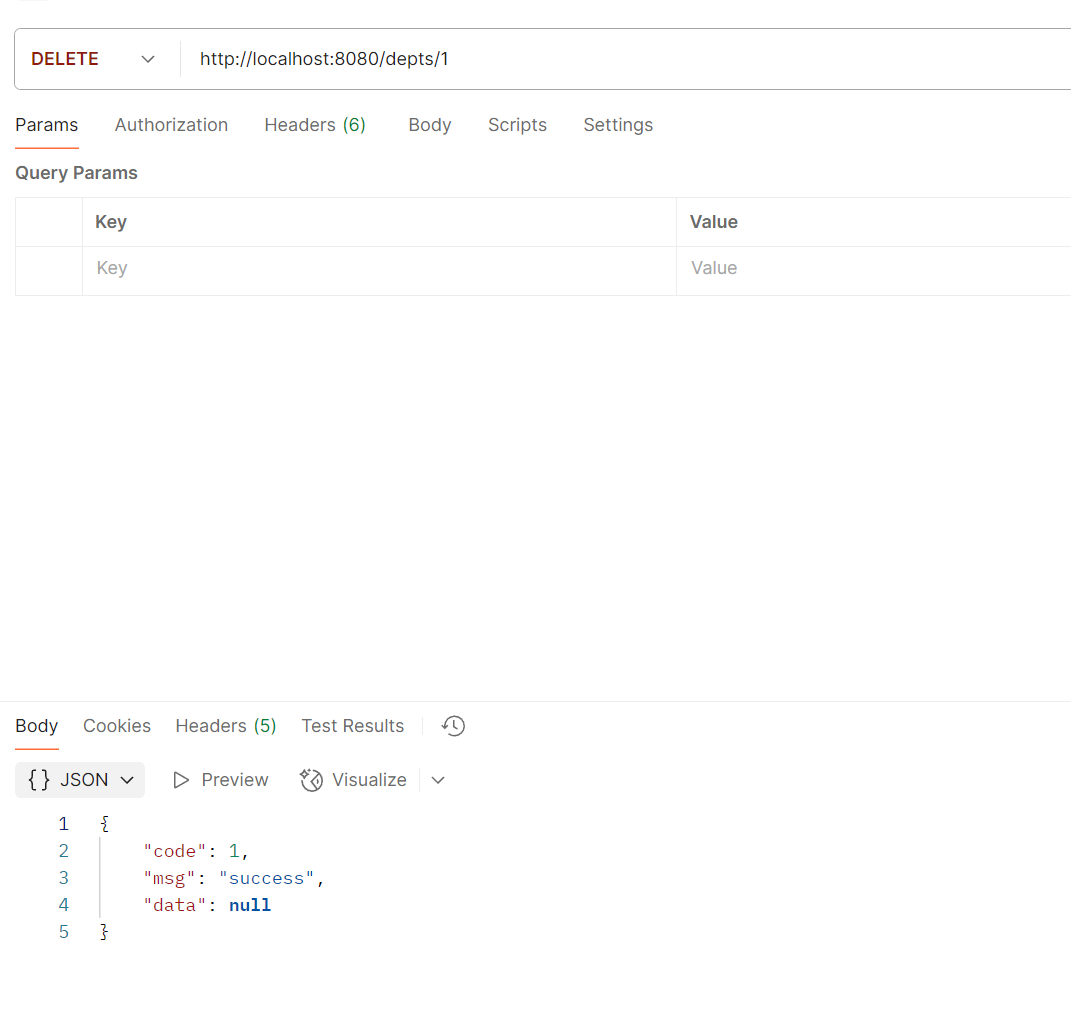 DELETE http://localhost:8080/depts/1
Params Authorization Headers (6) Body Scripts Settings
Query Params
Key Value
Key Value
Body Cookies Headers (5) Test Results
{} JSON Preview Visualize
1 {
2 "code": 1,
3 "msg": "success",
4 "data": null
5 }